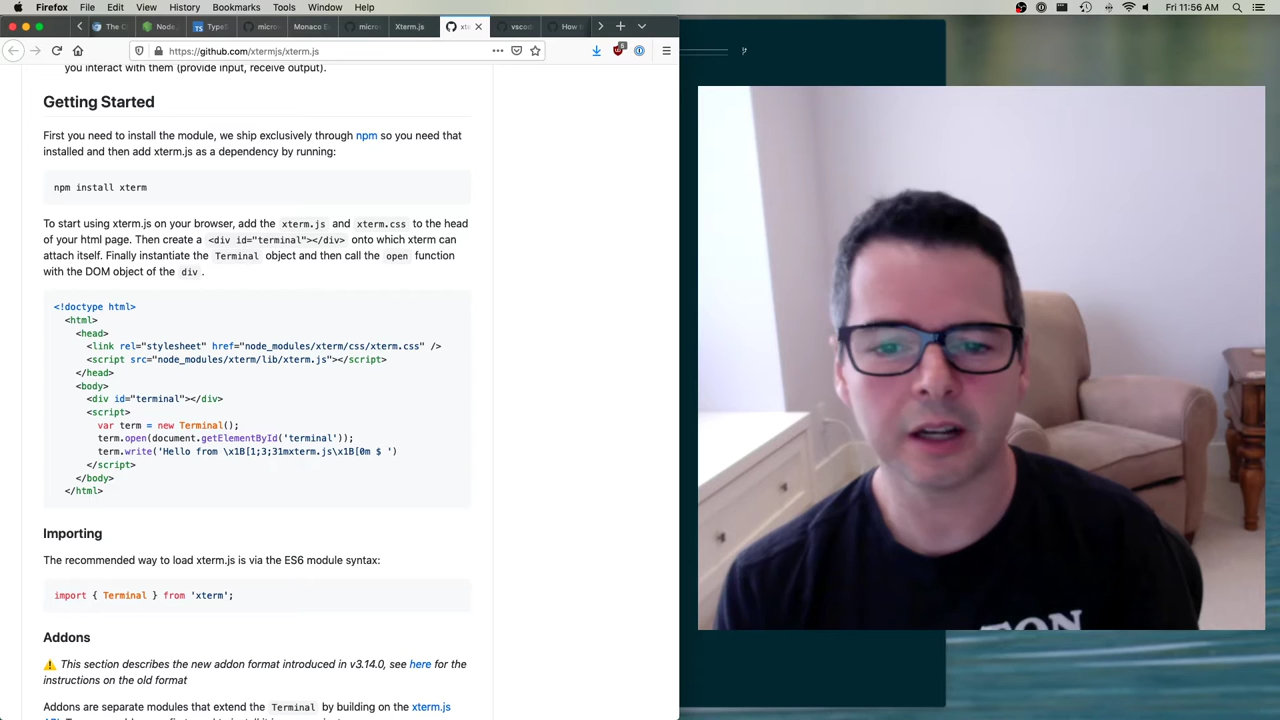 Firefox File Edit View History Bookmarks Tools Window Help
Fri 11:56 AM
The C
Node.
TypeS
micros
Monaco Ed
micro
Xterm.js
xte
vsco
How t
https://github.com/xtermjs/xterm.js
you interact with them (provide input, receive output).
Getting Started
First you need to install the module, we ship exclusively through npm so you need that
installed and then add xterm.js as a dependency by running:
npm install xterm
To start using xterm.js on your browser, add the xterm.js and xterm.css to the head
of your html page. Then create a <div id="terminal"></div> onto which xterm can
attach itself. Finally instantiate the Terminal object and then call the open function
with the DOM object of the div.
<!doctype html>
<html>
<head>
<link rel="stylesheet" href="node_modules/xterm/css/xterm.css" />
<script src="node_modules/xterm/lib/xterm.js"></script>
</head>
<body>
<div id="terminal"></div>
<script>
var term = new Terminal();
term.open(document.getElementById('terminal'));
term.write('Hello from \x1B[1;3;31mxterm.js\x1B[0m $ ')
</script>
</body>
</html>
Importing
The recommended way to load xterm.js is via the ES6 module syntax:
import { Terminal } from 'xterm';
Addons
⚠️ This section describes the new addon format introduced in v3.14.0, see here for the
instructions on the old format
Addons are separate modules that extend the Terminal by building on the xterm.js
TON